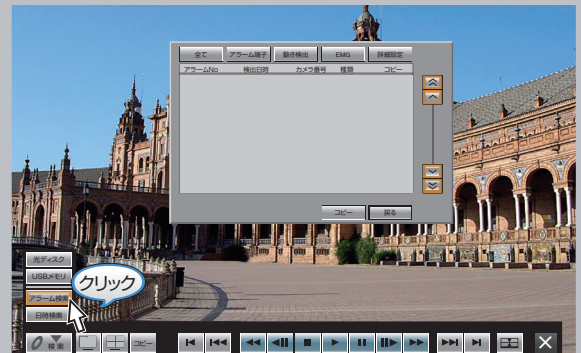 全て アラーム端子 動き検出 EMG 詳細設定
アラームNo 検出日時 カメラ番号 種類 コピー
コピー 戻る
光ディスク
USBメモリ
アラーム検索
クリック
日時検索
検索 コピー